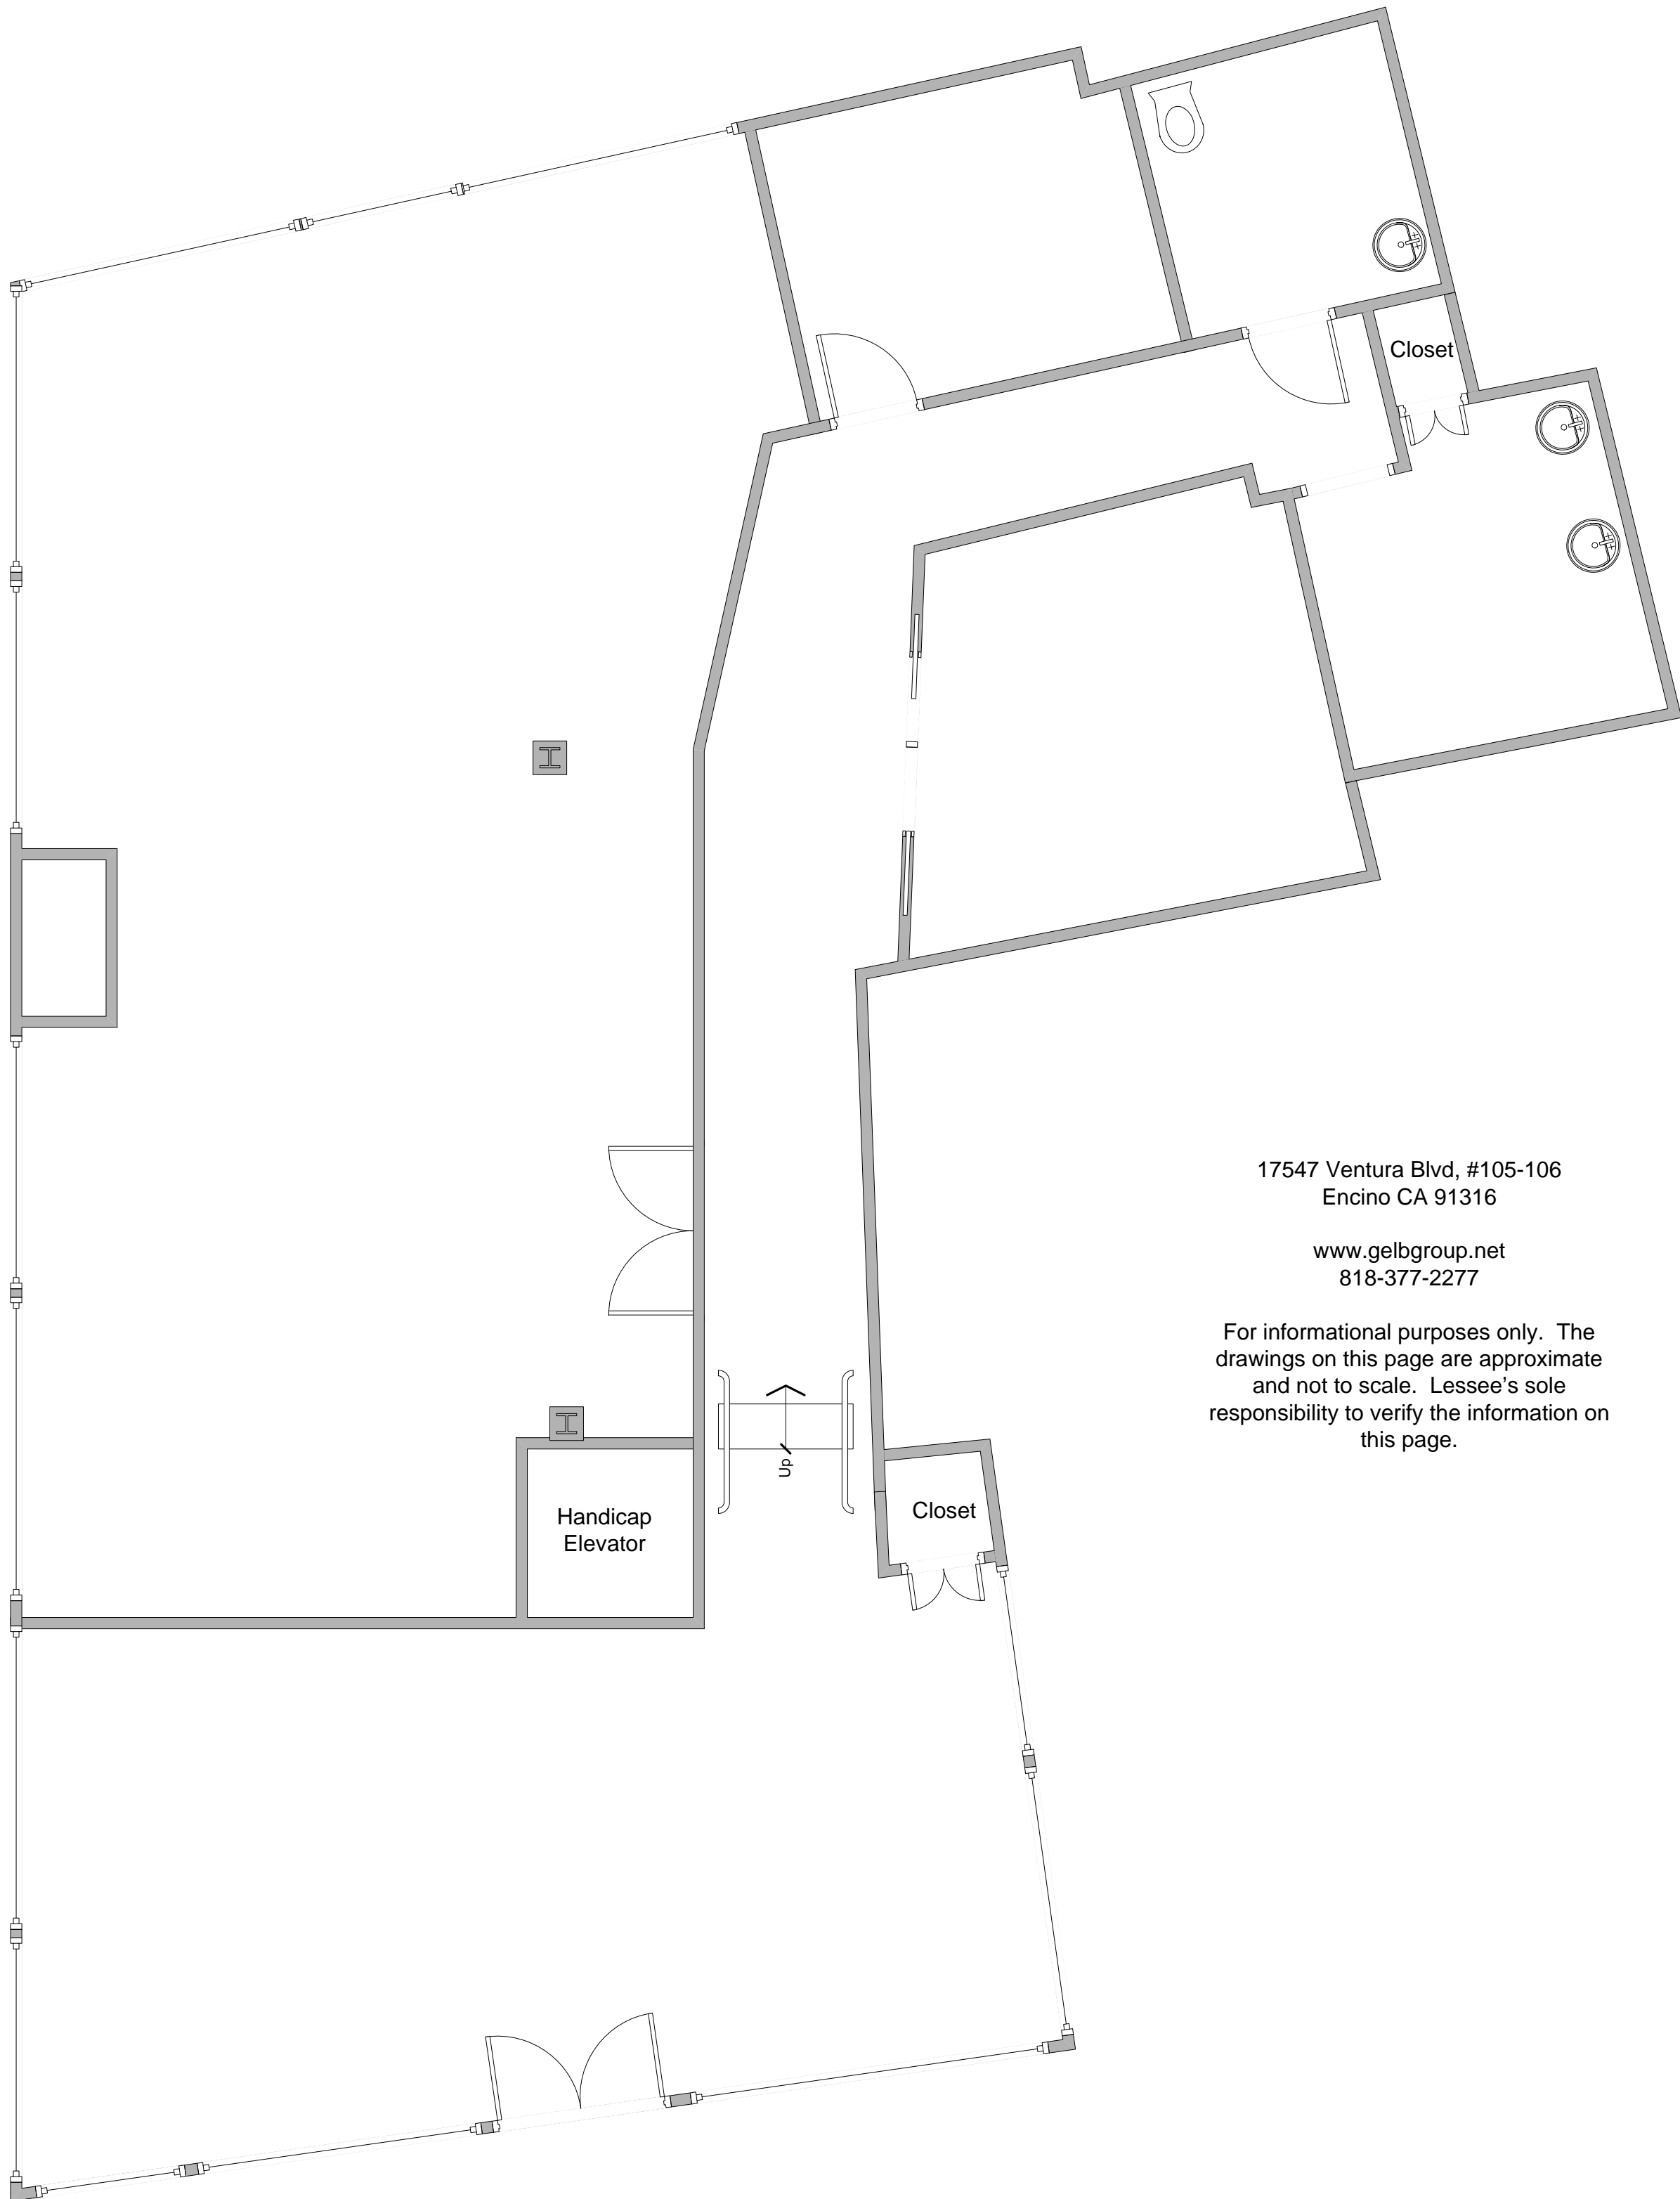 Closet
17547 Ventura Blvd, #105-106
Encino CA 91316
www.gelbgroup.net
818-377-2277
For informational purposes only.  The
drawings on this page are approximate
and not to scale.  Lessee's sole
responsibility to verify the information on
this page.
Up
Handicap
Elevator
Closet